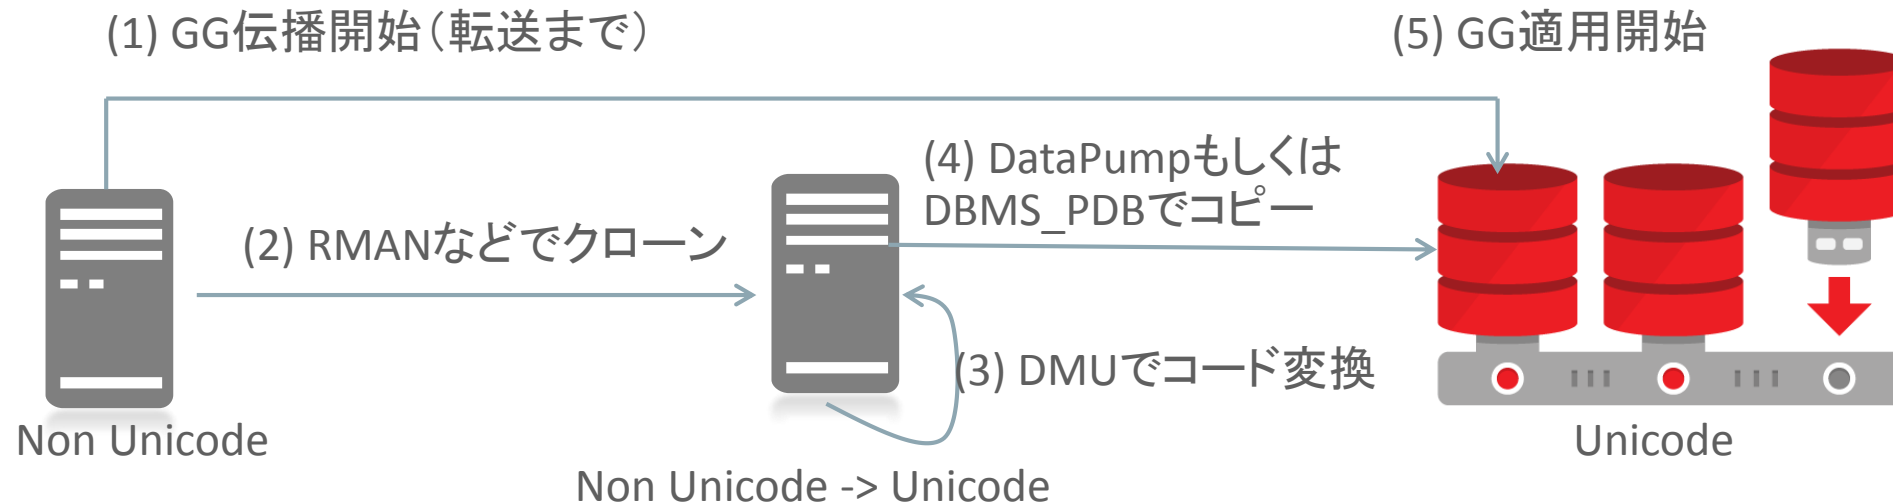 (1) GG伝播開始（転送まで）
(5) GG適用開始
(4) DataPumpもしくは
DBMS_PDBでコピー
(2) RMANなどでクローン
(3) DMUでコード変換
Non Unicode
Unicode
Non Unicode -> Unicode